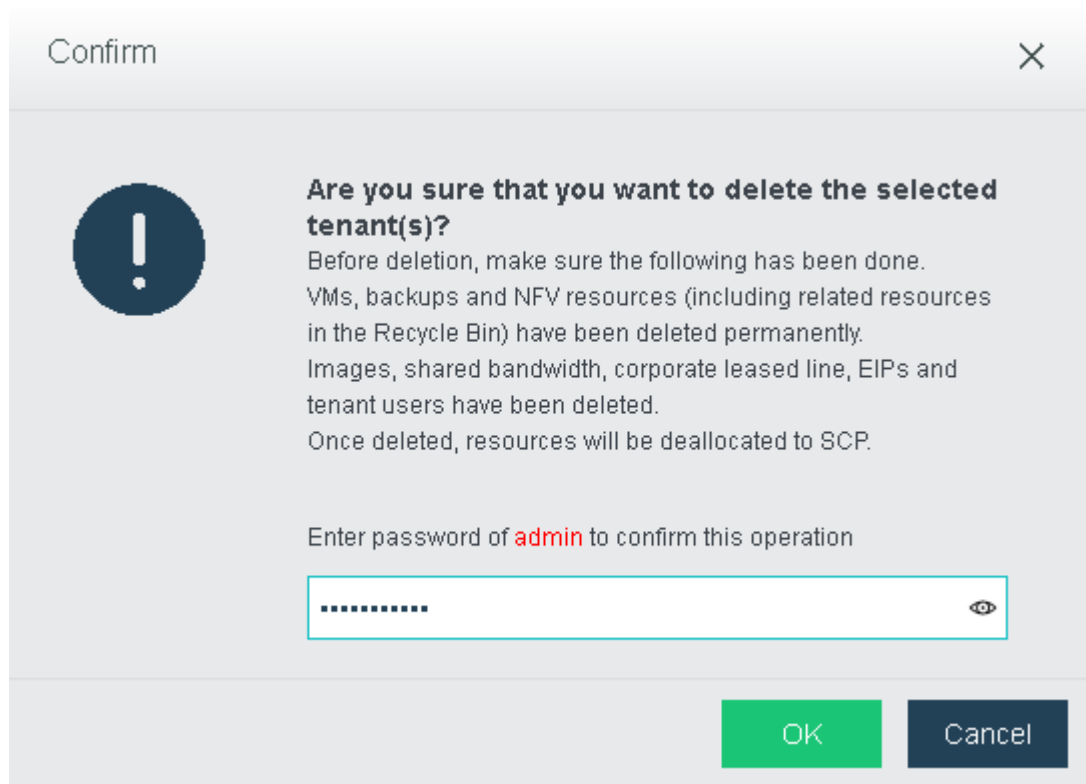 Confirm
Are you sure that you want to delete the selected
tenant(s)?
Before deletion, make sure the following has been done.
VMs, backups and NFV resources (including related resources
in the Recycle Bin) have been deleted permanently.
Images, shared bandwidth, corporate leased line, EIPs and
tenant users have been deleted.
Once deleted, resources will be deallocated to SCP.
Enter password of admin to confirm this operation
OK
Cancel